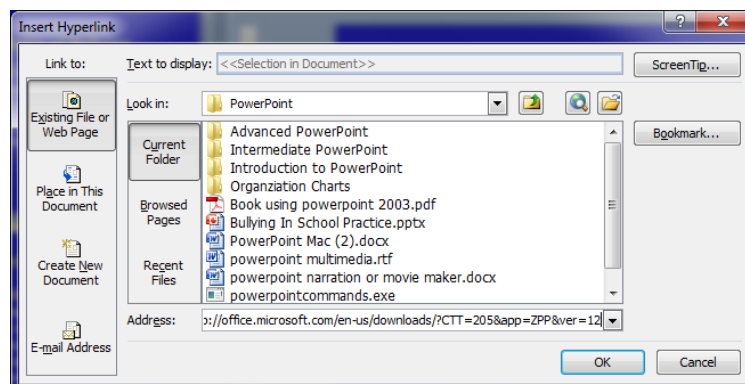 Insert Hyperlink
Link to:
Text to display: <<Selection in Document>>
ScreenTip...
Existing File or
Web Page
Look in: PowerPoint
Bookmark...
Current
Folder
Advanced PowerPoint
Intermediate PowerPoint
Introduction to PowerPoint
Organziation Charts
Book using powerpoint 2003.pdf
Bullying In School Practice.pptx
PowerPoint Mac (2).docx
powerpoint multimedia.rtf
powerpoint narration or movie maker.docx
powerpointcommands.exe
Place in This
Document
Browsed
Pages
Create New
Document
Recent
Files
Address: ://office.microsoft.com/en-us/downloads/?CTT=205&app=ZPP&ver=12
E-mail Address
OK
Cancel